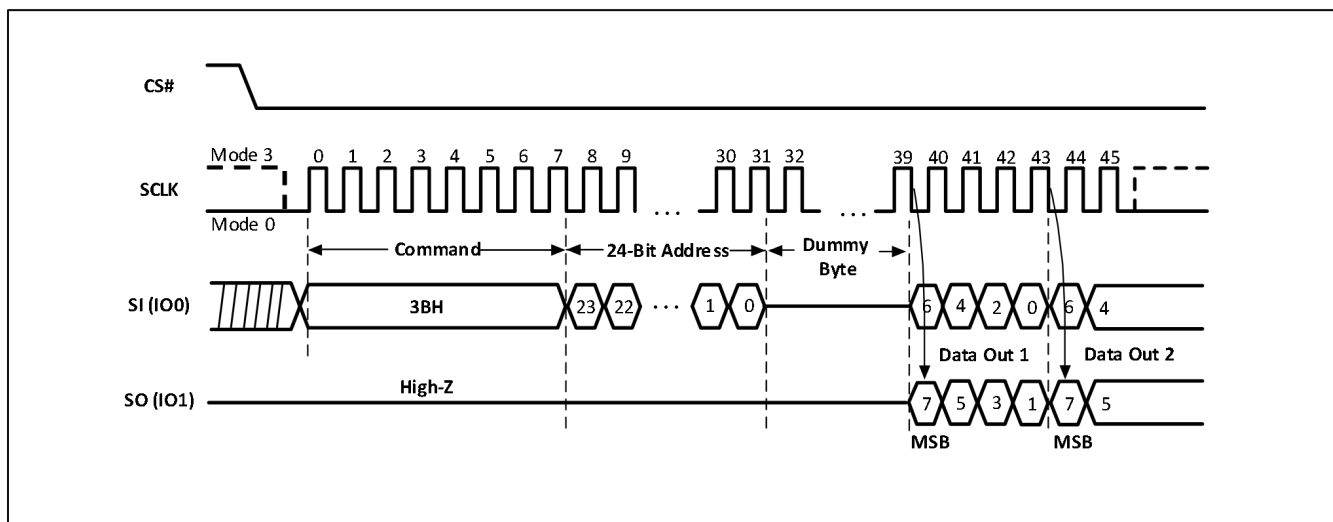 CS#
Mode 3 0 1 2 3 4 5 6 7 8 9 30 31 32 39 40 41 42 43 44 45
SCLK
Mode 0 ... ...
Command 24-Bit Address Dummy Byte
SI (IO0) 3BH 23 22 ... 1 0 6 4 2 0 6 4
Data Out 1 Data Out 2
High-Z
SO (IO1) 7 5 3 1 7 5
MSB MSB